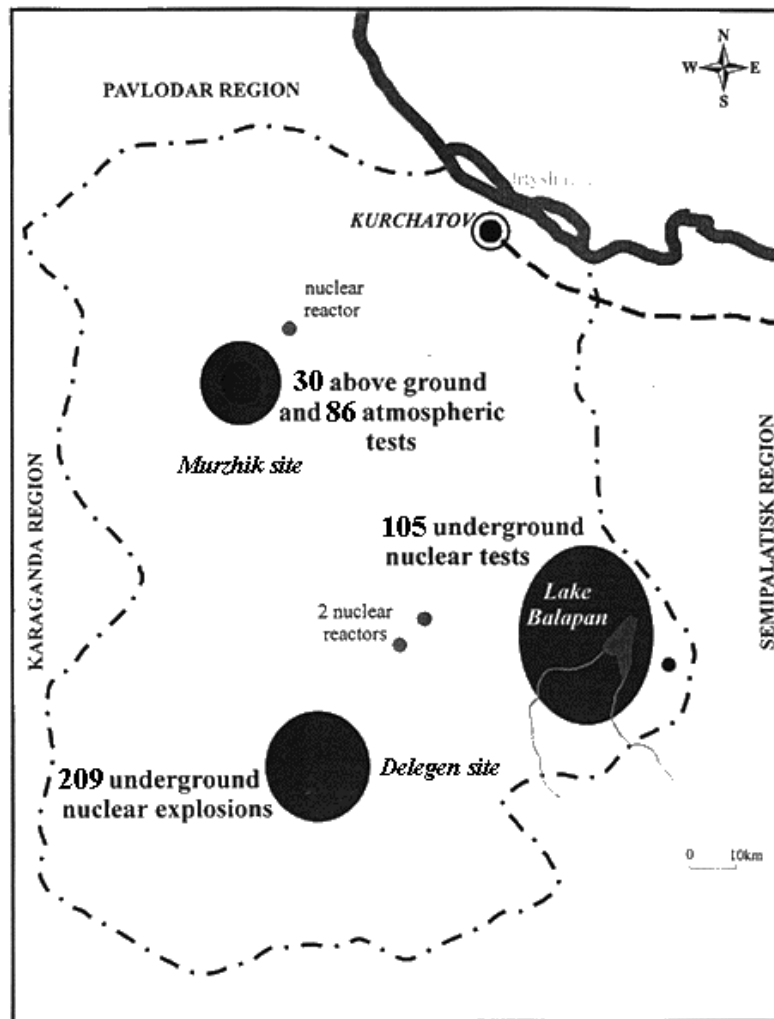 N
W E
S
PAVLODAR REGION
KURCHATOV
nuclear
reactor
30 above ground
and 86 atmospheric
tests
Murzhik site
KARAGANDA REGION
SEMIPALATISK REGION
105 underground
nuclear tests
Lake
Balapan
2 nuclear
reactors
209 underground
nuclear explosions
Delegen site
0 10km